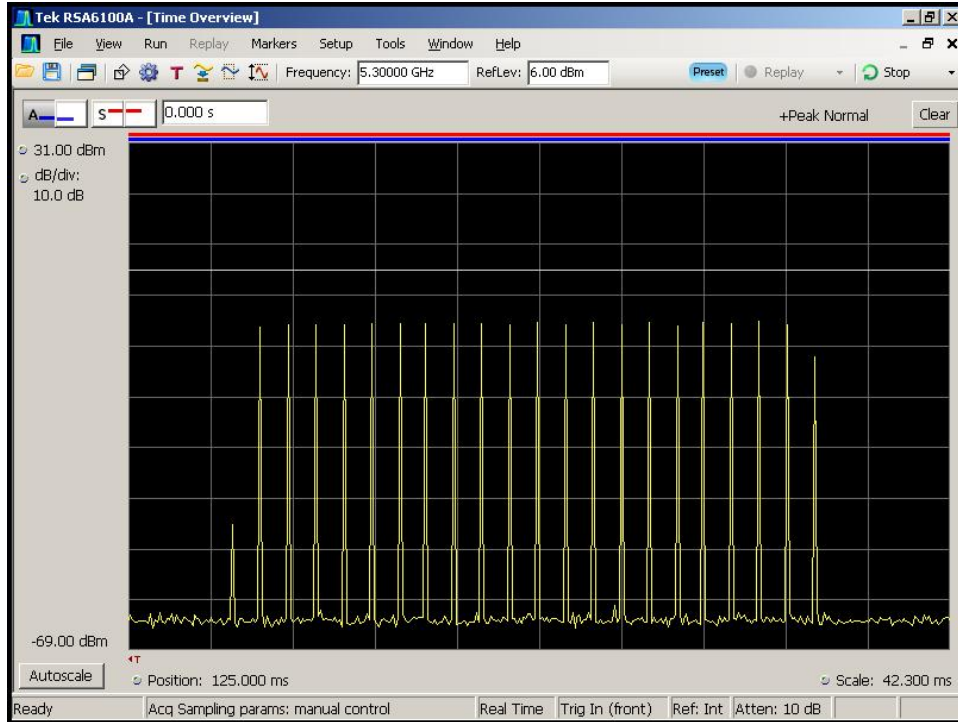 Tek RSA6100A - [Time Overview]
File View Run Replay Markers Setup Tools Window Help
T Frequency: 5.30000 GHz RefLev: 6.00 dBm Preset Replay Stop
A S 0.000 s +Peak Normal Clear
31.00 dBm
dB/div:
10.0 dB
-69.00 dBm
T
Autoscale Position: 125.000 ms Scale: 42.300 ms
Ready Acq Sampling params: manual control Real Time Trig In (front) Ref: Int Atten: 10 dB